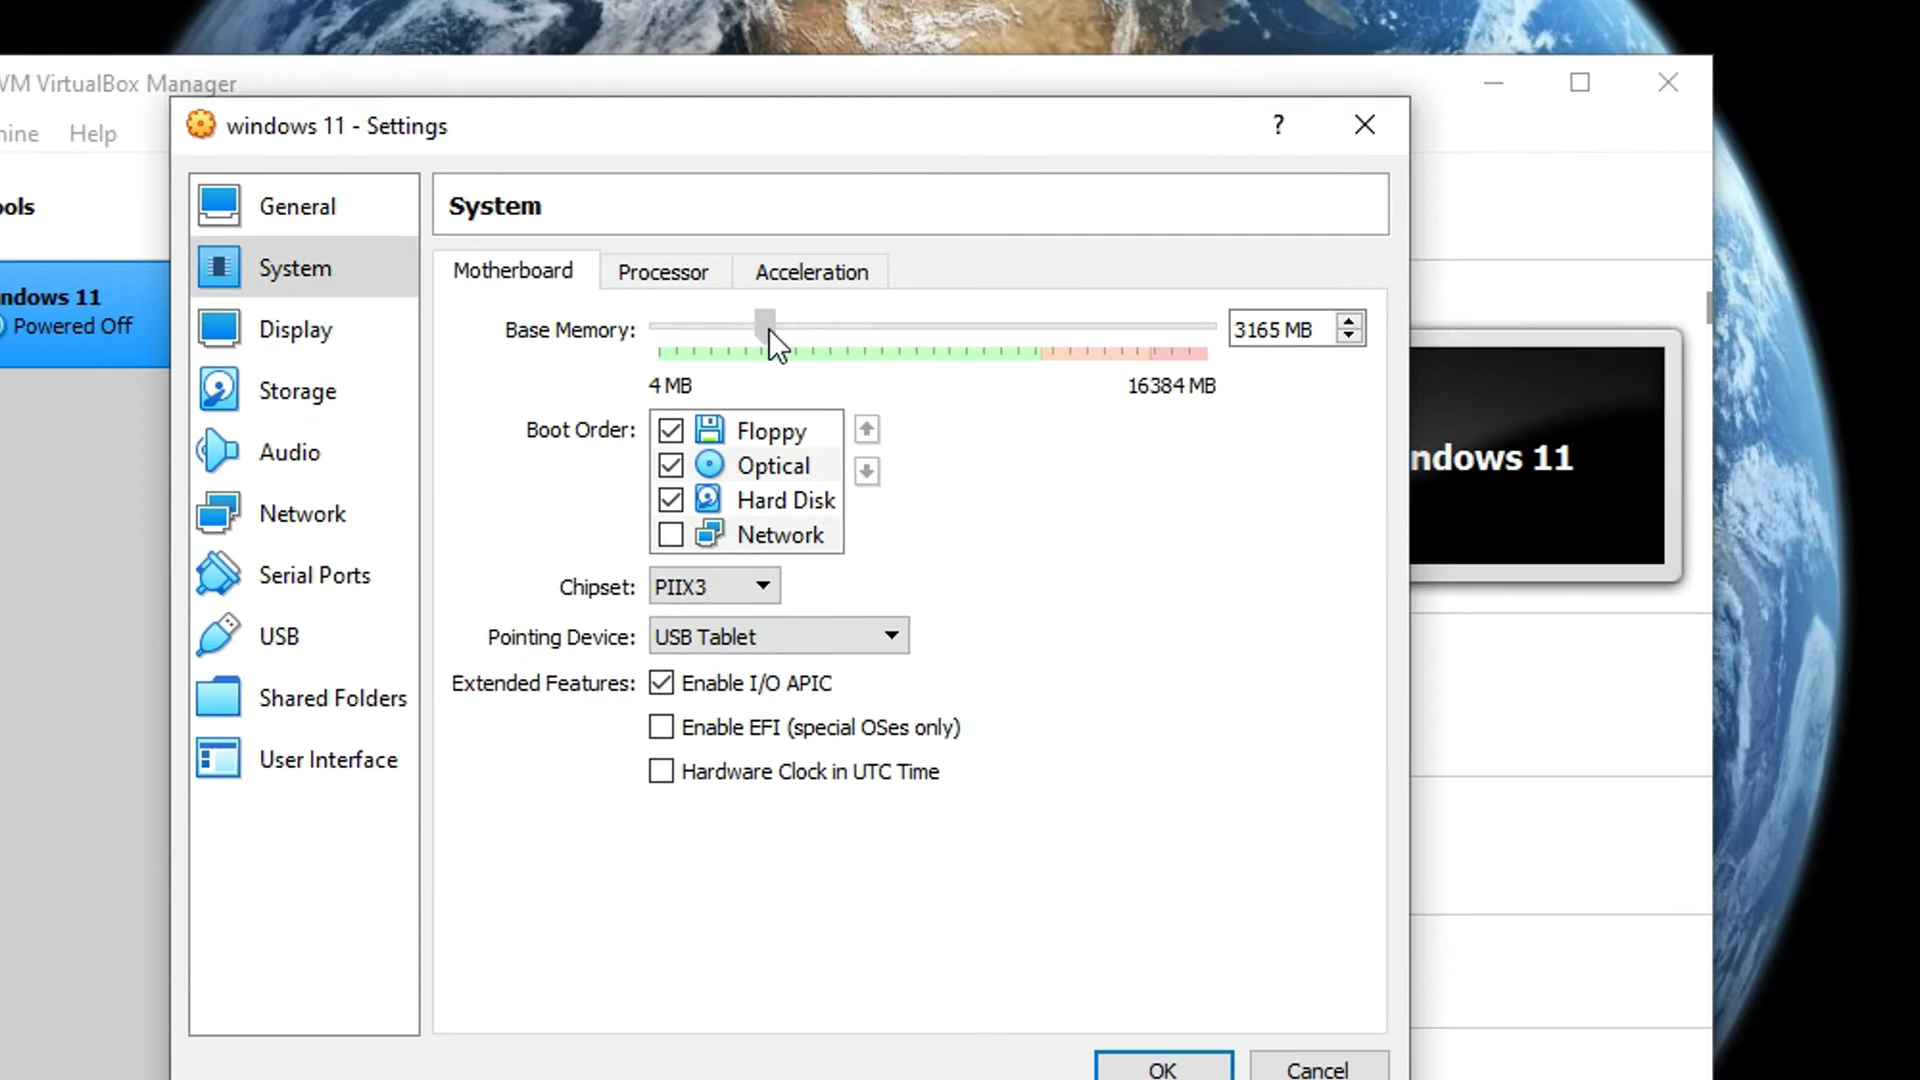 VM VirtualBox Manager
Help
windows 11 - Settings
?
ools
ndows 11
Powered Off
General
System
Display
Storage
Audio
Network
Serial Ports
USB
Shared Folders
User Interface
System
Motherboard
Processor
Acceleration
Base Memory:
3165 MB
4 MB
16384 MB
Boot Order:
Floppy
Optical
Hard Disk
Network
Chipset:
PIIX3
Pointing Device:
USB Tablet
Extended Features:
Enable I/O APIC
Enable EFI (special OSes only)
Hardware Clock in UTC Time
ndows 11
OK
Cancel